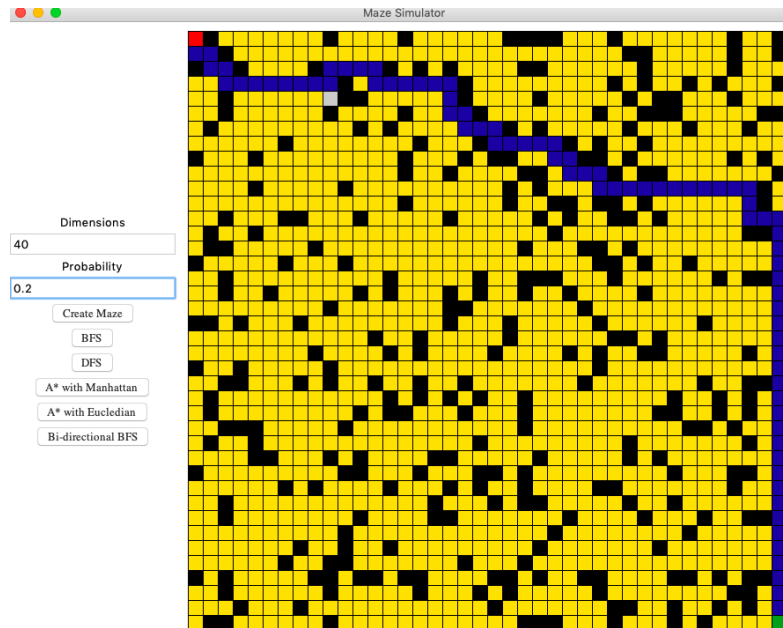 Maze Simulator
Dimensions
40
Probability
0.2
Create Maze
BFS
DFS
A* with Manhattan
A* with Eucledian
Bi-directional BFS